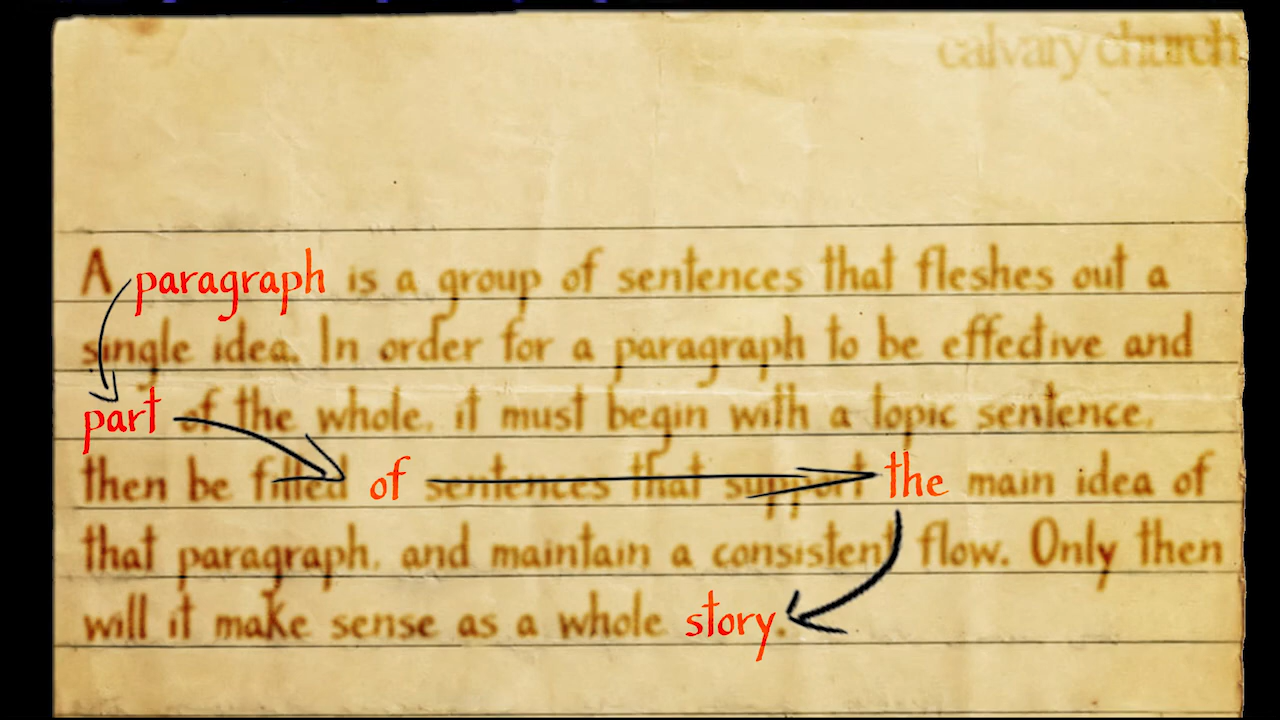 calvary church
A paragraph is a group of sentences that fleshes out a
single idea. In order for a paragraph to be effective and
part of the whole, it must begin with a topic sentence,
then be filled of sentences that support the main idea of
that paragraph, and maintain a consistent flow. Only then
will it make sense as a whole story.